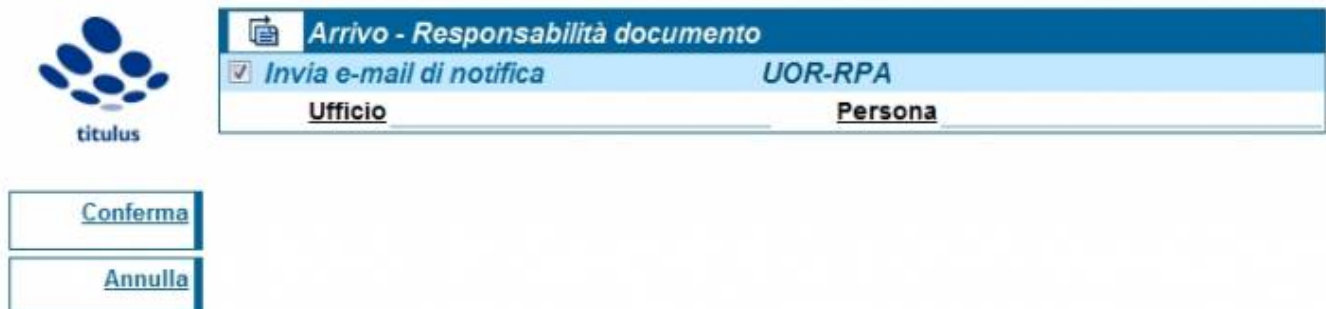 titulus
Arrivo - Responsabilità documento
Invia e-mail di notifica UOR-RPA
Ufficio Persona
Conferma
Annulla